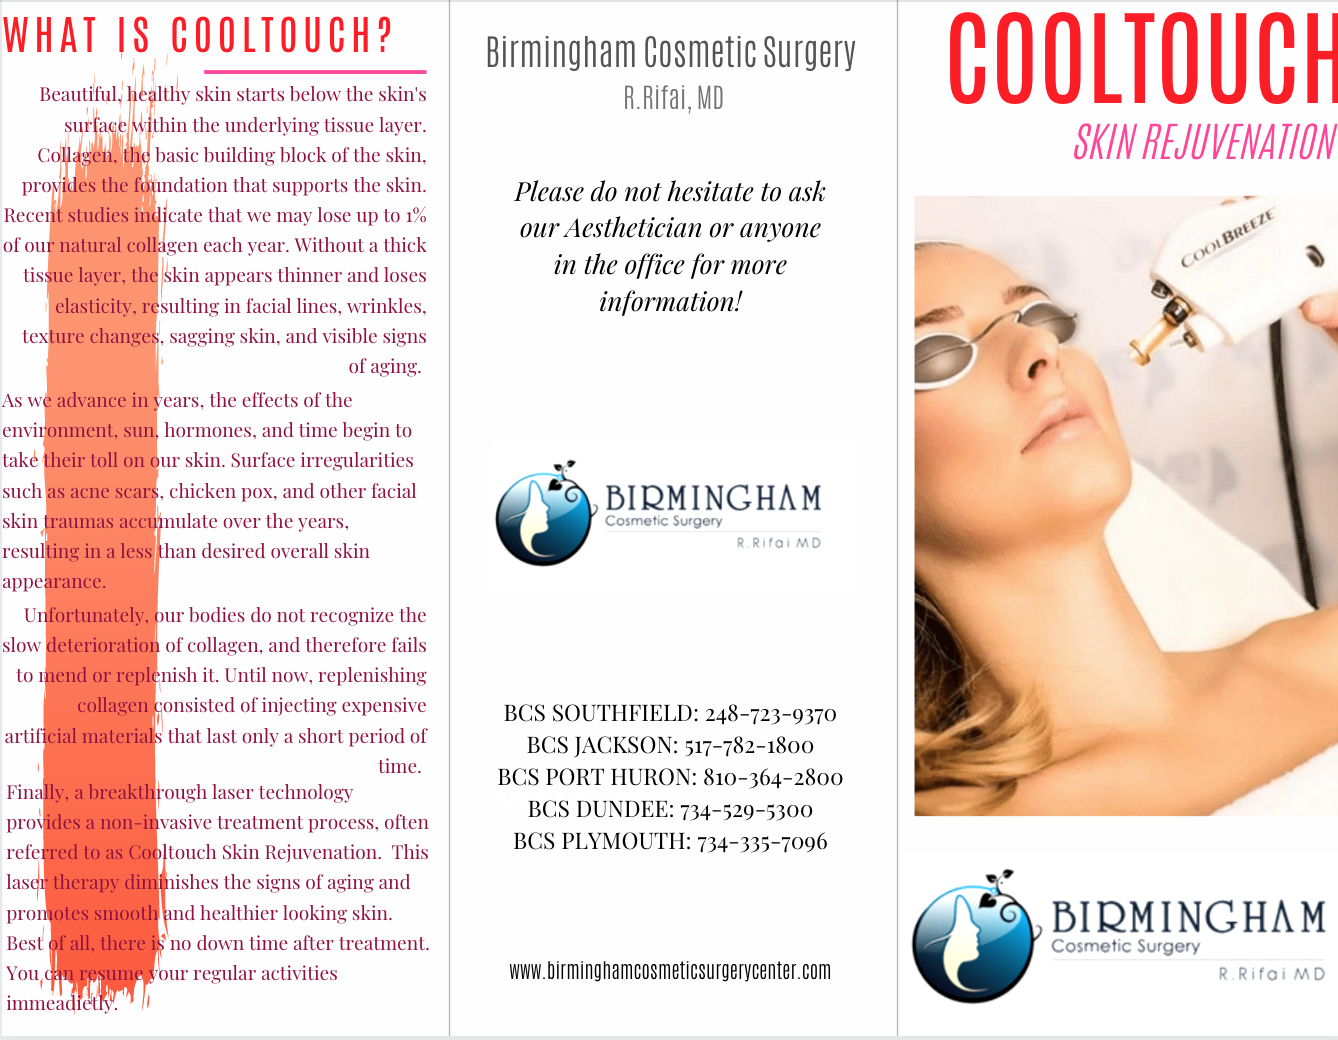 WHAT IS COOLTOUCH?
Beautiful, healthy skin starts below the skin's
surface within the underlying tissue layer.
Collagen, the basic building block of the skin,
provides the foundation that supports the skin.
Recent studies indicate that we may lose up to 1%
of our natural collagen each year. Without a thick
tissue layer, the skin appears thinner and loses
elasticity, resulting in facial lines, wrinkles,
texture changes, sagging skin, and visible signs
of aging.
As we advance in years, the effects of the
environment, sun, hormones, and time begin to
take their toll on our skin. Surface irregularities
such as acne scars, chicken pox, and other facial
skin traumas accumulate over the years,
resulting in a less than desired overall skin
appearance.
Unfortunately, our bodies do not recognize the
slow deterioration of collagen, and therefore fails
to mend or replenish it. Until now, replenishing
collagen consisted of injecting expensive
artificial materials that last only a short period of
time.
Finally, a breakthrough laser technology
provides a non-invasive treatment process, often
referred to as Cooltouch Skin Rejuvenation.  This
laser therapy diminishes the signs of aging and
promotes smooth and healthier looking skin.
Best of all, there is no down time after treatment.
You can resume your regular activities
immeadietly.
Birmingham Cosmetic Surgery
R.Rifai, MD
Please do not hesitate to ask
our Aesthetician or anyone
in the office for more
information!
BIRMINGHAM
Cosmetic Surgery
R.Rifai MD
BCS SOUTHFIELD: 248-723-9370
BCS JACKSON: 517-782-1800
BCS PORT HURON: 810-364-2800
BCS DUNDEE: 734-529-5300
BCS PLYMOUTH: 734-335-7096
www.birminghamcosmeticsurgerycenter.com
COOLTOUCH
SKIN REJUVENATION
COOLBREEZE
BIRMINGHAM
Cosmetic Surgery
R.Rifai MD